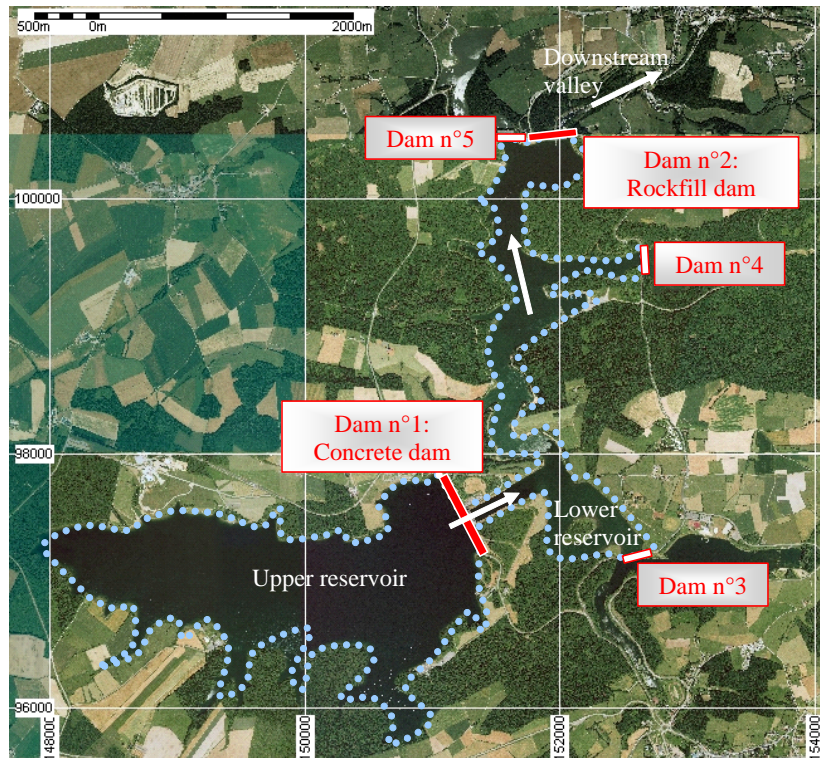 500m 0m 2000m
Downstream
valley
Dam n°5
Dam n°2:
Rockfill dam
100000
Dam n°4
Dam n°1:
Concrete dam
98000
Lower
reservoir
Upper reservoir
Dam n°3
96000
148000
150000
152000
154000